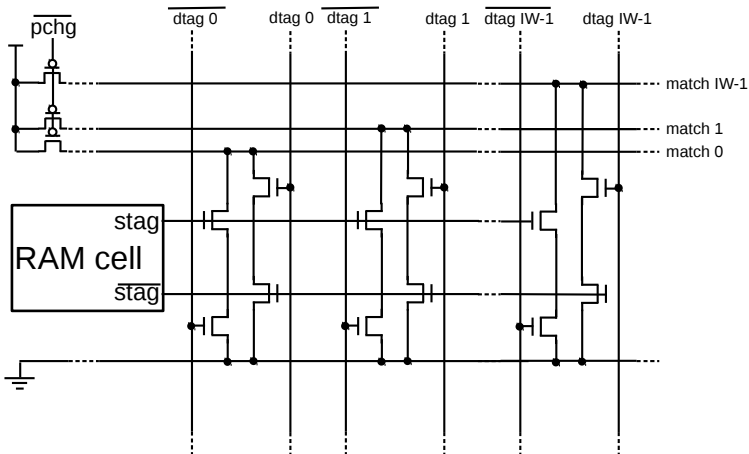 dtag 0 dtag 0 dtag 1 dtag 1 dtag IW-1 dtag IW-1
pchg
match IW-1
match 1
match 0
stag
RAM cell
stag